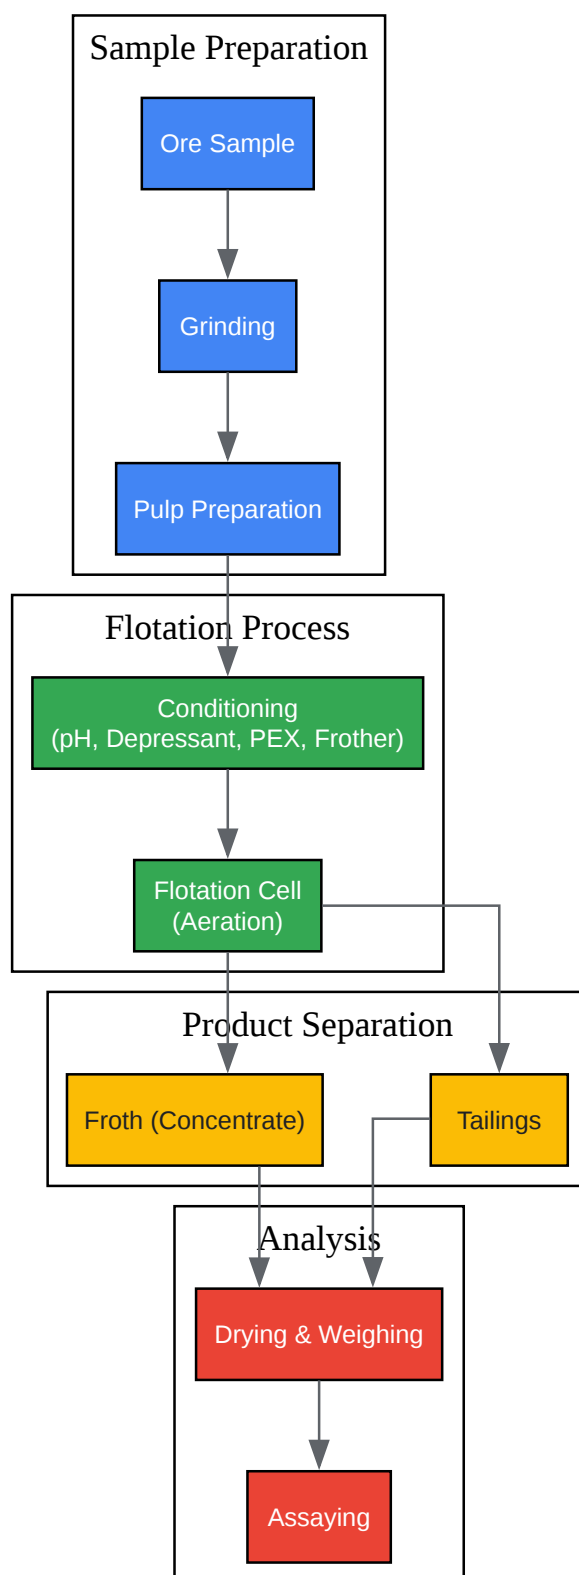 Sample Preparation
Ore Sample
Grinding
Pulp Preparation
Flotation Process
Conditioning
(pH, Depressant, PEX, Frother)
Flotation Cell
(Aeration)
Product Separation
Froth (Concentrate)
Tailings
Analysis
Drying & Weighing
Assaying